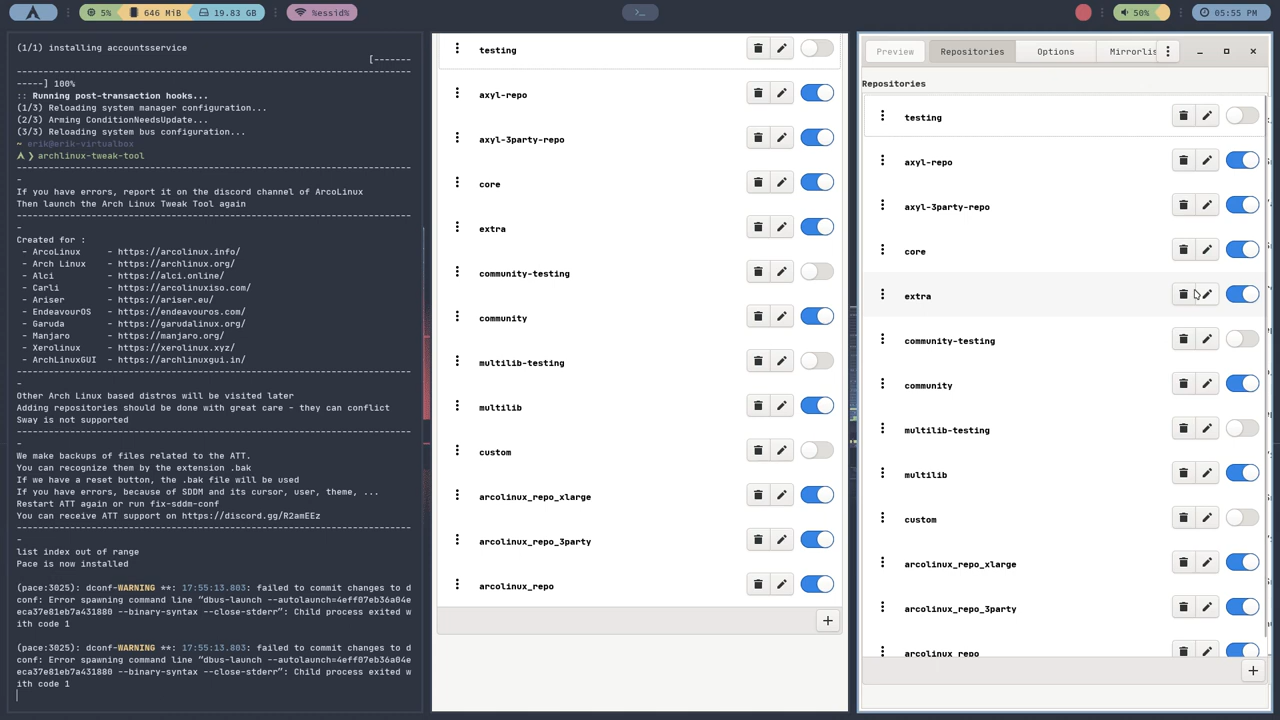 5%
646 MiB
19.83 GB
%essid%
>_
50%
05:55 PM
(1/1) installing accountsservice
[-------
------------------------------------------------------------------
-----] 100%
:: Running post-transaction hooks...
(1/3) Reloading system manager configuration...
(2/3) Arming ConditionNeedsUpdate...
(3/3) Reloading system bus configuration...
~ erik@erik-virtualbox
❯ archlinux-tweak-tool
------------------------------------------------------------------
-
If you have errors, report it on the discord channel of ArcoLinux
Then launch the Arch Linux Tweak Tool again
------------------------------------------------------------------
-
Created for :
- ArcoLinux - https://arcolinux.info/
- Arch Linux - https://archlinux.org/
- Alci - https://alci.online/
- Carli - https://arcolinuxiso.com/
- Ariser - https://ariser.eu/
- EndeavourOS - https://endeavouros.com/
- Garuda - https://garudalinux.org/
- Manjaro - https://manjaro.org/
- Xerolinux - https://xerolinux.xyz/
- ArchLinuxGUI - https://archlinuxgui.in/
------------------------------------------------------------------
-
Other Arch Linux based distros will be visited later
Adding repositories should be done with great care - they can conflict
Sway is not supported
------------------------------------------------------------------
-
We make backups of files related to the ATT.
You can recognize them by the extension .bak
If we have a reset button, the .bak file will be used
If you have errors, because of SDDM and its cursor, user, theme, ...
Restart ATT again or run fix-sddm-conf
You can receive ATT support on https://discord.gg/R2amEEz
------------------------------------------------------------------
-
list index out of range
Pace is now installed
(pace:3025): dconf-WARNING **: 17:55:13.803: failed to commit changes to d
conf: Error spawning command line “dbus-launch --autolaunch=4eff07eb36a04e
eca37e81eb7a431880 --binary-syntax --close-stderr”: Child process exited w
ith code 1
(pace:3025): dconf-WARNING **: 17:55:13.803: failed to commit changes to d
conf: Error spawning command line “dbus-launch --autolaunch=4eff07eb36a04e
eca37e81eb7a431880 --binary-syntax --close-stderr”: Child process exited w
ith code 1
testing
axyl-repo
axyl-3party-repo
core
extra
community-testing
community
multilib-testing
multilib
custom
arcolinux_repo_xlarge
arcolinux_repo_3party
arcolinux_repo
+
Preview
Repositories
Options
Mirrorlis
Repositories
testing
axyl-repo
axyl-3party-repo
core
extra
community-testing
community
multilib-testing
multilib
custom
arcolinux_repo_xlarge
arcolinux_repo_3party
arcolinux_repo
+